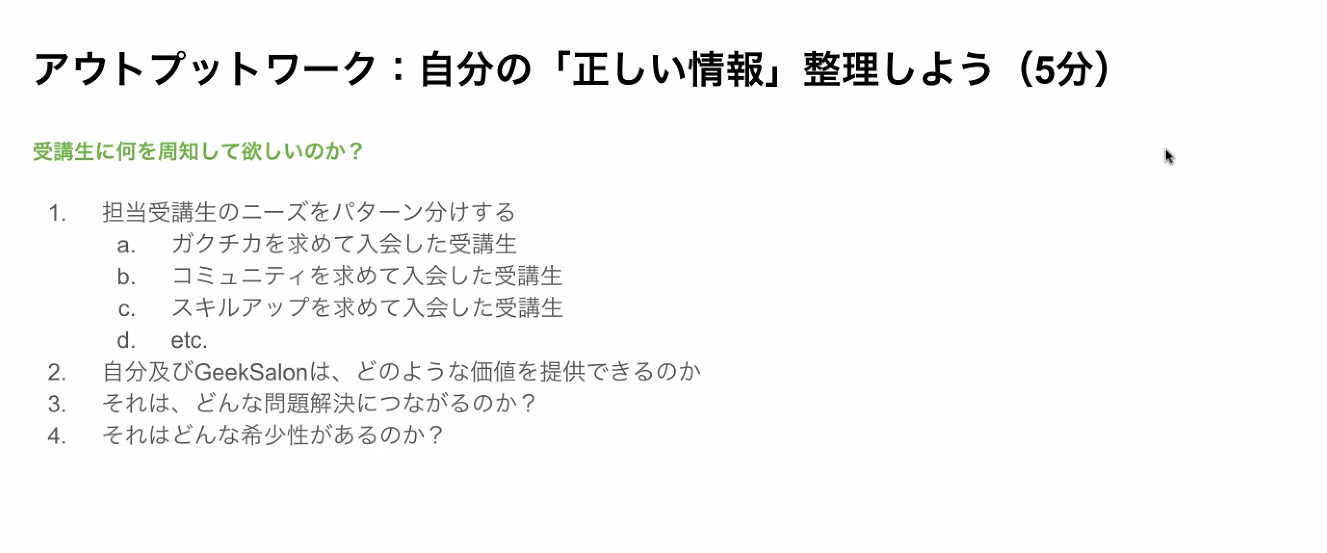 アウトプットワーク：自分の「正しい情報」整理しよう（5分）
受講生に何を周知して欲しいのか？
1. 担当受講生のニーズをパターン分けする
a. ガクチカを求めて入会した受講生
b. コミュニティを求めて入会した受講生
c. スキルアップを求めて入会した受講生
d. etc.
2. 自分及びGeekSalonは、どのような価値を提供できるのか
3. それは、どんな問題解決につながるのか？
4. それはどんな希少性があるのか？